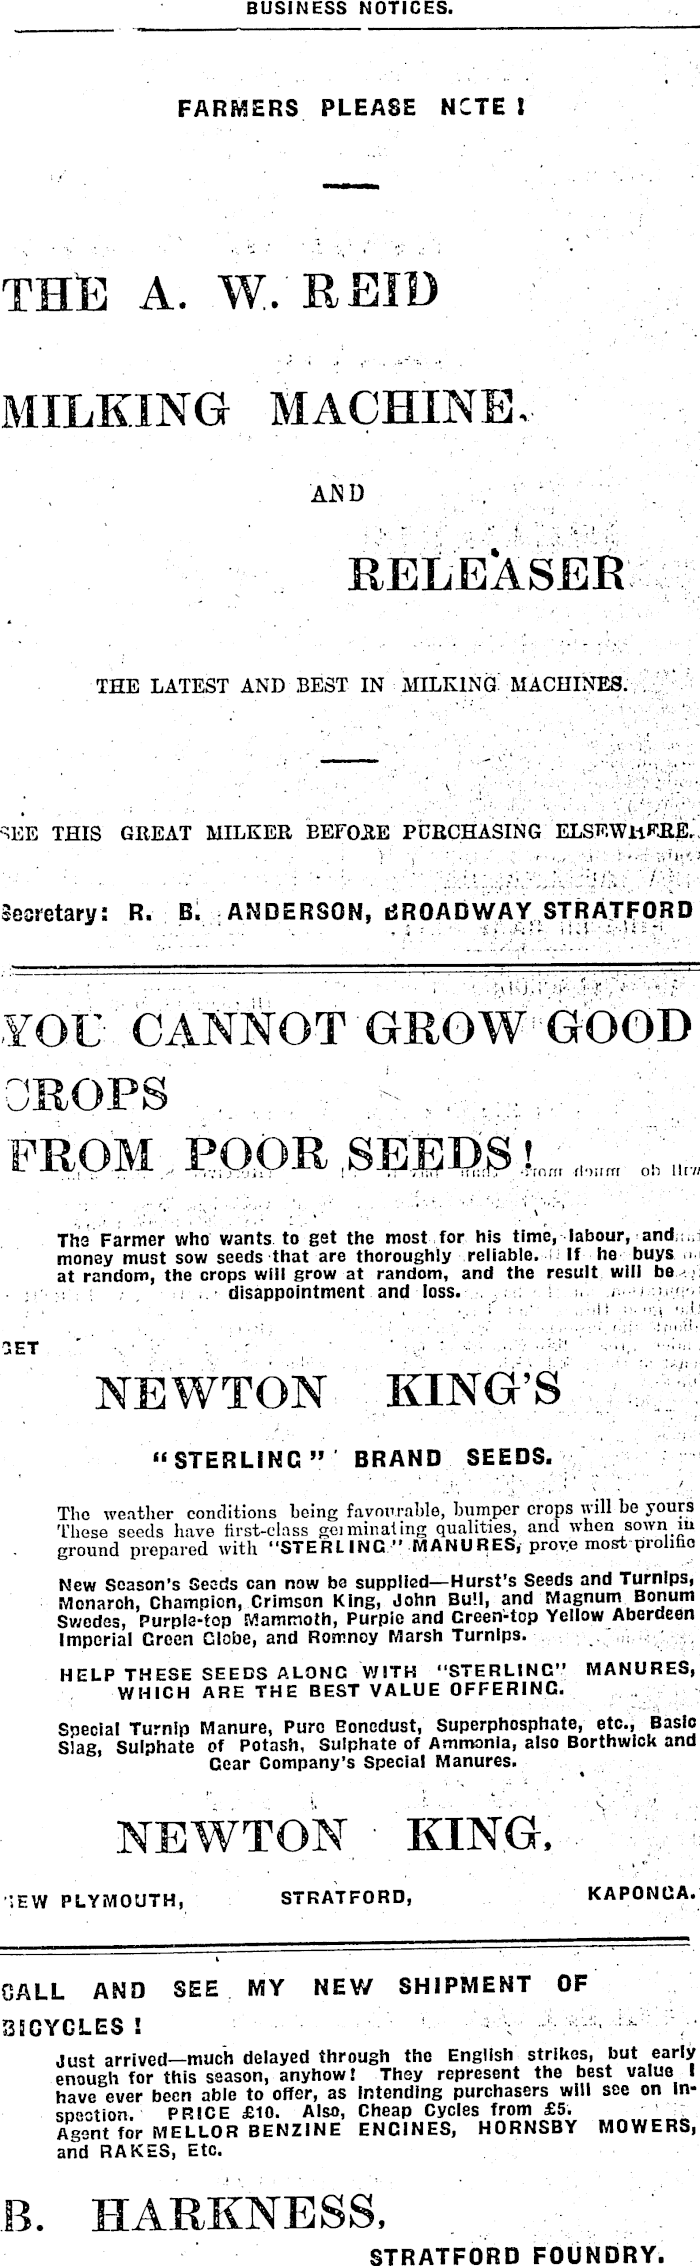 BUSINESS NOTICES.
FARMERS PLEASE NOTE!
THE A. W. REID
MILKING MACHINE.
AND
RELEASER
THE LATEST AND BEST IN MILKING MACHINES.
SEE THIS GREAT MILKER BEFORE PURCHASING ELSEWHERE.
Secretary: R. B. ANDERSON, BROADWAY STRATFORD
YOU CANNOT GROW GOOD
CROPS
FROM POOR SEEDS!
The Farmer who wants to get the most for his time, labour, and
money must sow seeds that are thoroughly reliable. If he buys
at random, the crops will grow at random, and the result will be
disappointment and loss.
GET
NEWTON KING'S
"STERLING" BRAND SEEDS.
The weather conditions being favourable, bumper crops will be yours
These seeds have first-class germinating qualities, and when sown in
ground prepared with "STERLING" MANURES, prove most prolific
New Season's Seeds can now be supplied—Hurst's Seeds and Turnips,
Monarch, Champion, Crimson King, John Bull, and Magnum Bonum
Swedes, Purple-top Mammoth, Purple and Green-top Yellow Aberdeen
Imperial Green Globe, and Romney Marsh Turnips.
HELP THESE SEEDS ALONG WITH "STERLING" MANURES,
WHICH ARE THE BEST VALUE OFFERING.
Special Turnip Manure, Pure Bonedust, Superphosphate, etc., Basic
Slag, Sulphate of Potash, Sulphate of Ammonia, also Borthwick and
Gear Company's Special Manures.
NEWTON KING,
NEW PLYMOUTH, STRATFORD, KAPONGA.
CALL AND SEE MY NEW SHIPMENT OF
BICYCLES!
Just arrived—much delayed through the English strikes, but early
enough for this season, anyhow! They represent the best value I
have ever been able to offer, as intending purchasers will see on in-
spection. PRICE £10. Also, Cheap Cycles from £5.
Agent for MELLOR BENZINE ENGINES, HORNSBY MOWERS,
and RAKES, Etc.
B. HARKNESS,
STRATFORD FOUNDRY.